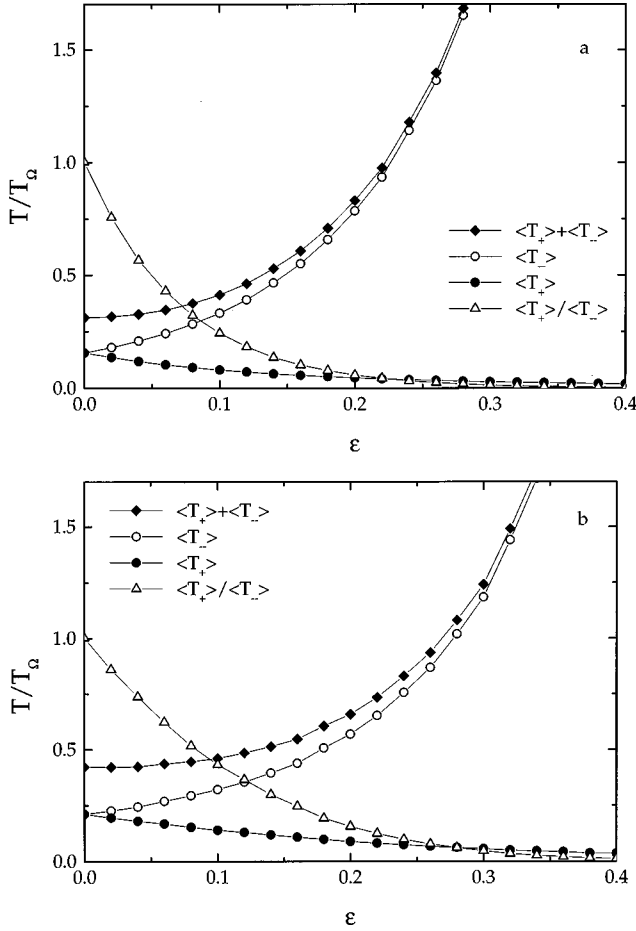 a
1.5
1.0
0.5
0.0
T/T_Ω
<T_+>+<T_–>
<T_–>
<T_+>
<T_+>/<T_–>
0.0 0.1 0.2 0.3 0.4
ε
b
1.5
1.0
0.5
0.0
T/T_Ω
<T_+>+<T_–>
<T_–>
<T_+>
<T_+>/<T_–>
0.0 0.1 0.2 0.3 0.4
ε